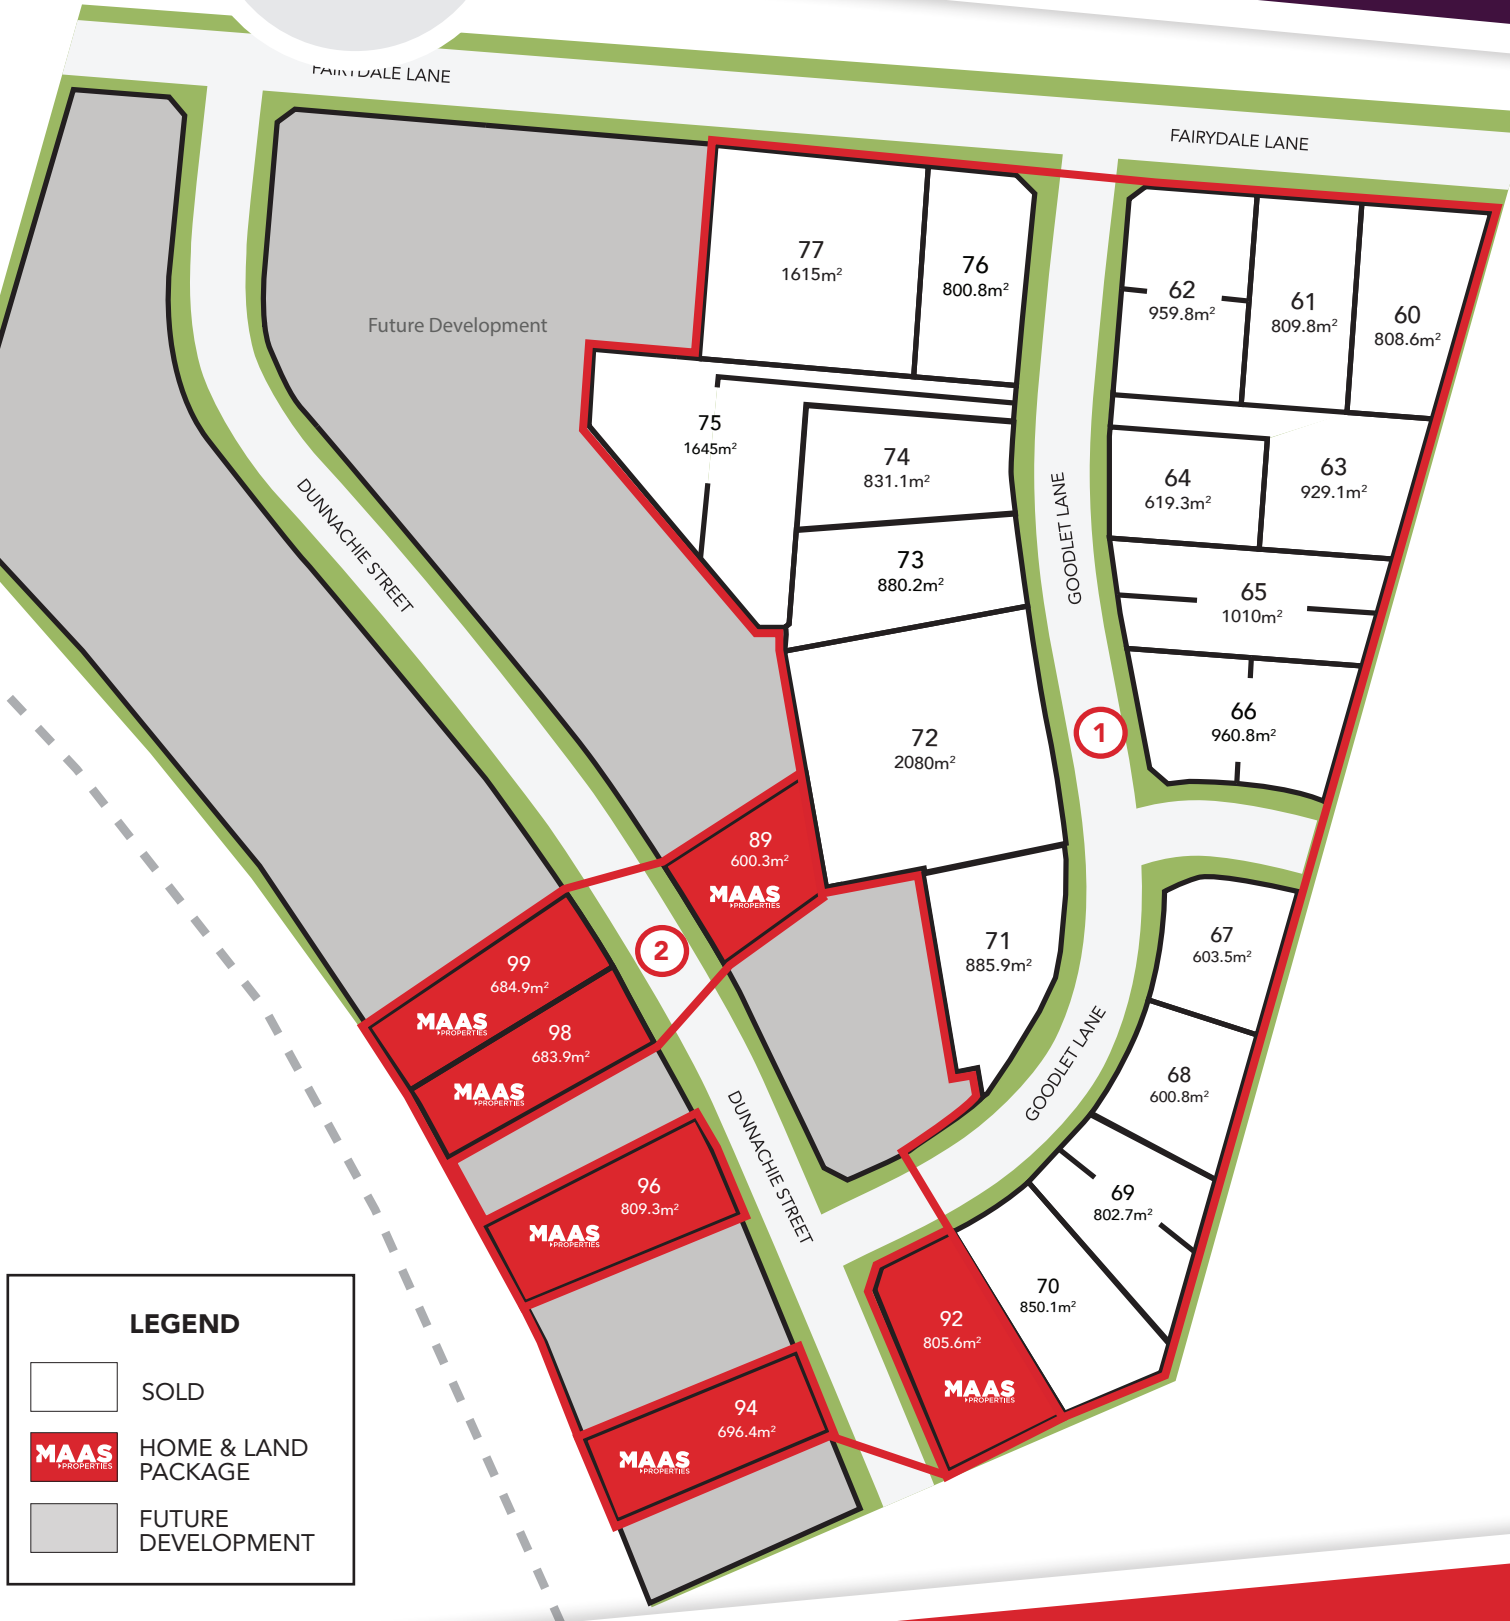 FAIRYDALE LANE
FAIRYDALE LANE
77
1615m²
76
800.8m²
62
959.8m²
61
809.8m²
60
808.6m²
Future Development
75
1645m²
74
831.1m²
64
619.3m²
63
929.1m²
DUNNACHIE STREET
GOODLET LANE
73
880.2m²
65
1010m²
72
2080m²
1
66
960.8m²
89
600.3m²
MAAS
PROPERTIES
2
71
885.9m²
67
603.5m²
99
684.9m²
MAAS
PROPERTIES
98
683.9m²
MAAS
PROPERTIES
GOODLET LANE
68
600.8m²
DUNNACHIE STREET
96
809.3m²
MAAS
PROPERTIES
69
802.7m²
70
850.1m²
92
805.6m²
MAAS
PROPERTIES
94
696.4m²
MAAS
PROPERTIES
LEGEND
SOLD
MAAS
PROPERTIES
HOME & LAND
PACKAGE
FUTURE
DEVELOPMENT